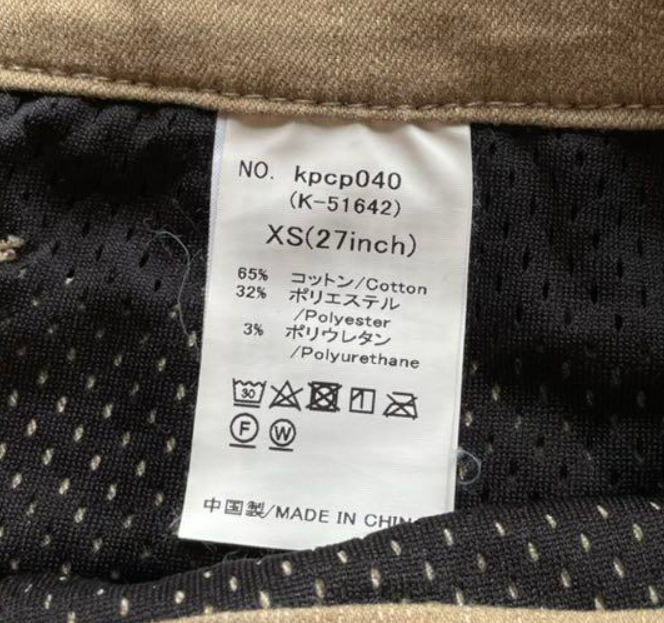 NO. kpcp040
(K-51642)
XS(27inch)
65% コットン/Cotton
32% ポリエステル
/Polyester
3% ポリウレタン
/Polyurethane
30
F W
中国製/MADE IN